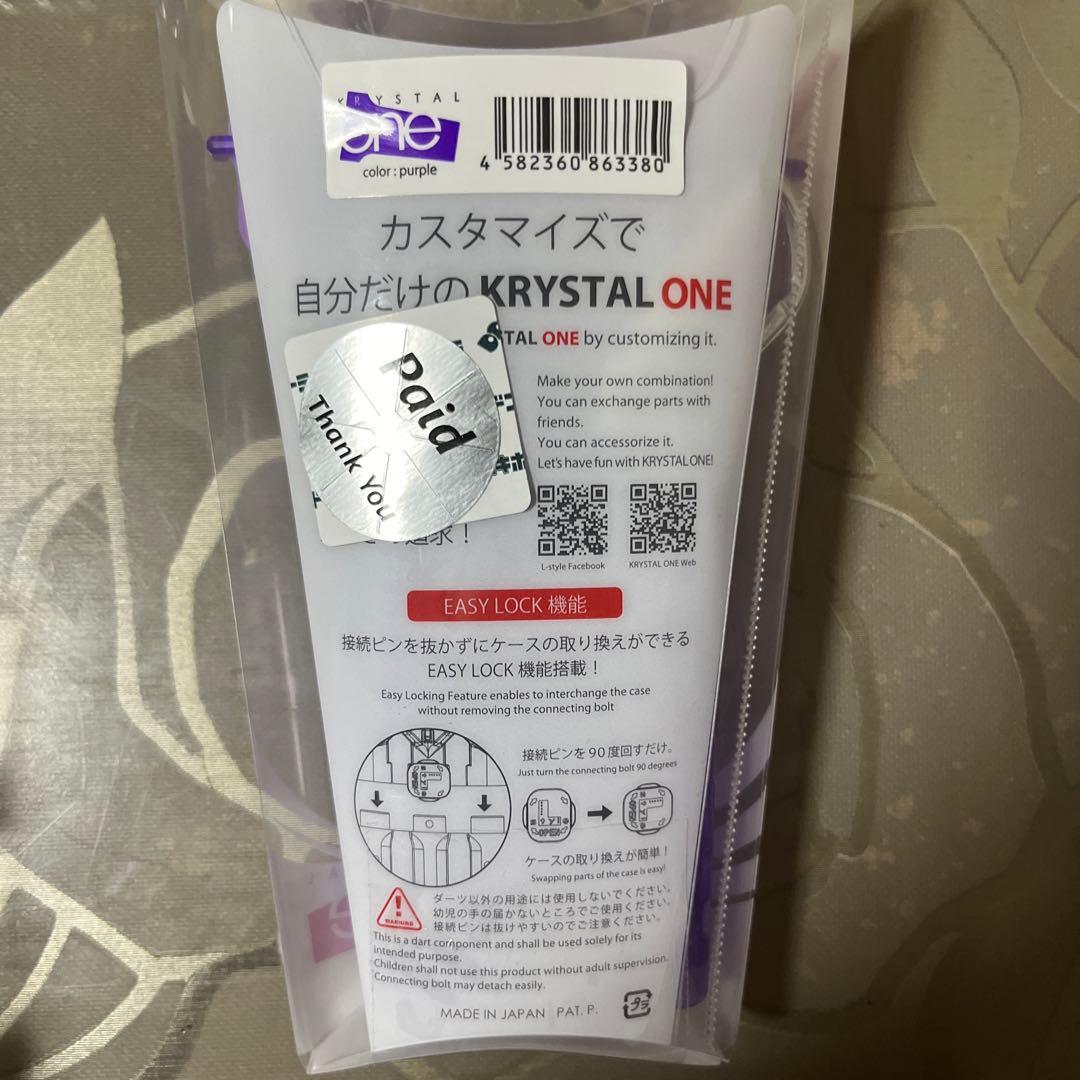 KRYSTAL
one
color : purple
4 582360 863380
カスタマイズで
自分だけの KRYSTAL ONE
STAL ONE by customizing it.
Make your own combination!
You can exchange parts with
friends.
You can accessorize it.
Let's have fun with KRYSTAL ONE!
Paid
Thank You
L-style Facebook
KRYSTAL ONE Web
EASY LOCK 機能
接続ピンを抜かずにケースの取り換えができる
EASY LOCK 機能搭載！
Easy Locking Feature enables to interchange the case
without removing the connecting bolt
接続ピンを90度回すだけ。
Just turn the connecting bolt 90 degrees
OPEN
OPEN
OPEN
ケースの取り換えが簡単！
Swapping parts of the case is easy!
WARNING
ダーツ以外の用途には使用しないでください。
幼児の手の届かないところでご使用ください。
接続ピンは抜けやすいのでご注意ください。
This is a dart component and shall be used solely for its
intended purpose.
Children shall not use this product without adult supervision.
Connecting bolt may detach easily.
MADE IN JAPAN PAT. P.
プラ